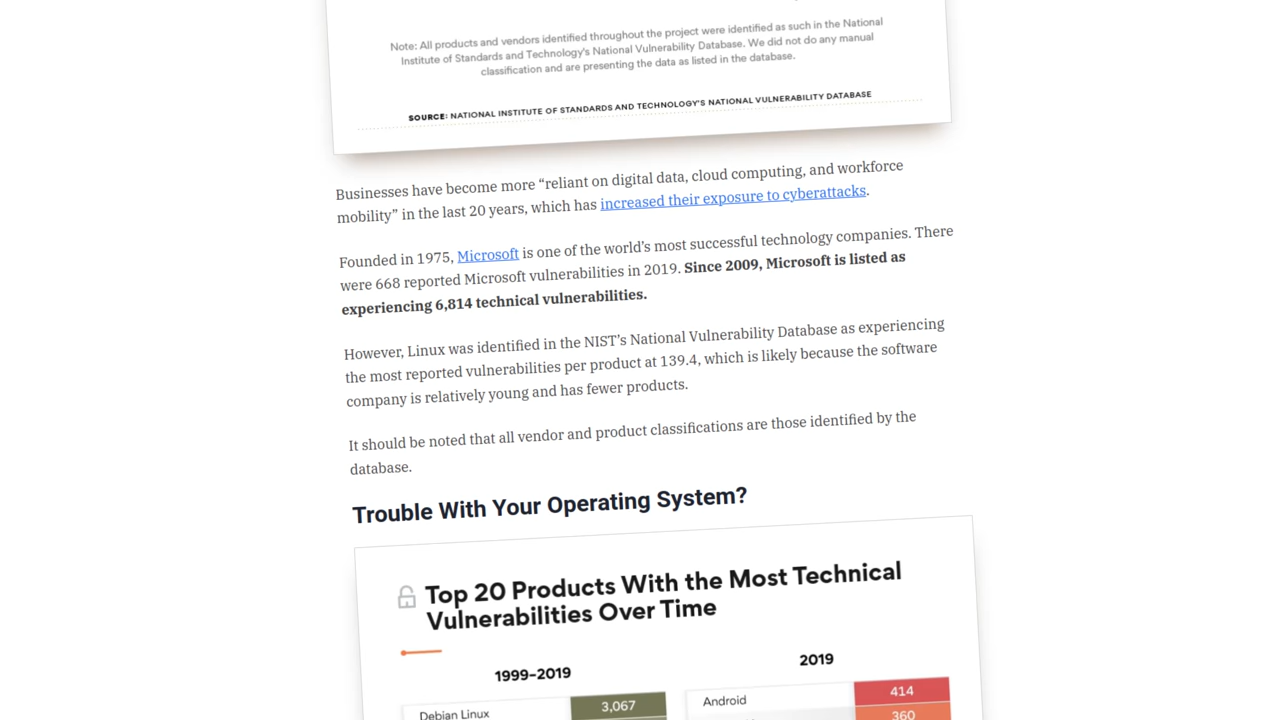 Note: All products and vendors identified throughout the project were identified as such in the National
Institute of Standards and Technology's National Vulnerability Database. We did not do any manual
classification and are presenting the data as listed in the database.
SOURCE: NATIONAL INSTITUTE OF STANDARDS AND TECHNOLOGY'S NATIONAL VULNERABILITY DATABASE
Businesses have become more “reliant on digital data, cloud computing, and workforce
mobility” in the last 20 years, which has increased their exposure to cyberattacks.
Founded in 1975, Microsoft is one of the world’s most successful technology companies. There
were 668 reported Microsoft vulnerabilities in 2019. Since 2009, Microsoft is listed as
experiencing 6,814 technical vulnerabilities.
However, Linux was identified in the NIST’s National Vulnerability Database as experiencing
the most reported vulnerabilities per product at 139.4, which is likely because the software
company is relatively young and has fewer products.
It should be noted that all vendor and product classifications are those identified by the
database.
Trouble With Your Operating System?
Top 20 Products With the Most Technical
Vulnerabilities Over Time
1999–2019
2019
Debian Linux 3,067
Android 414
360